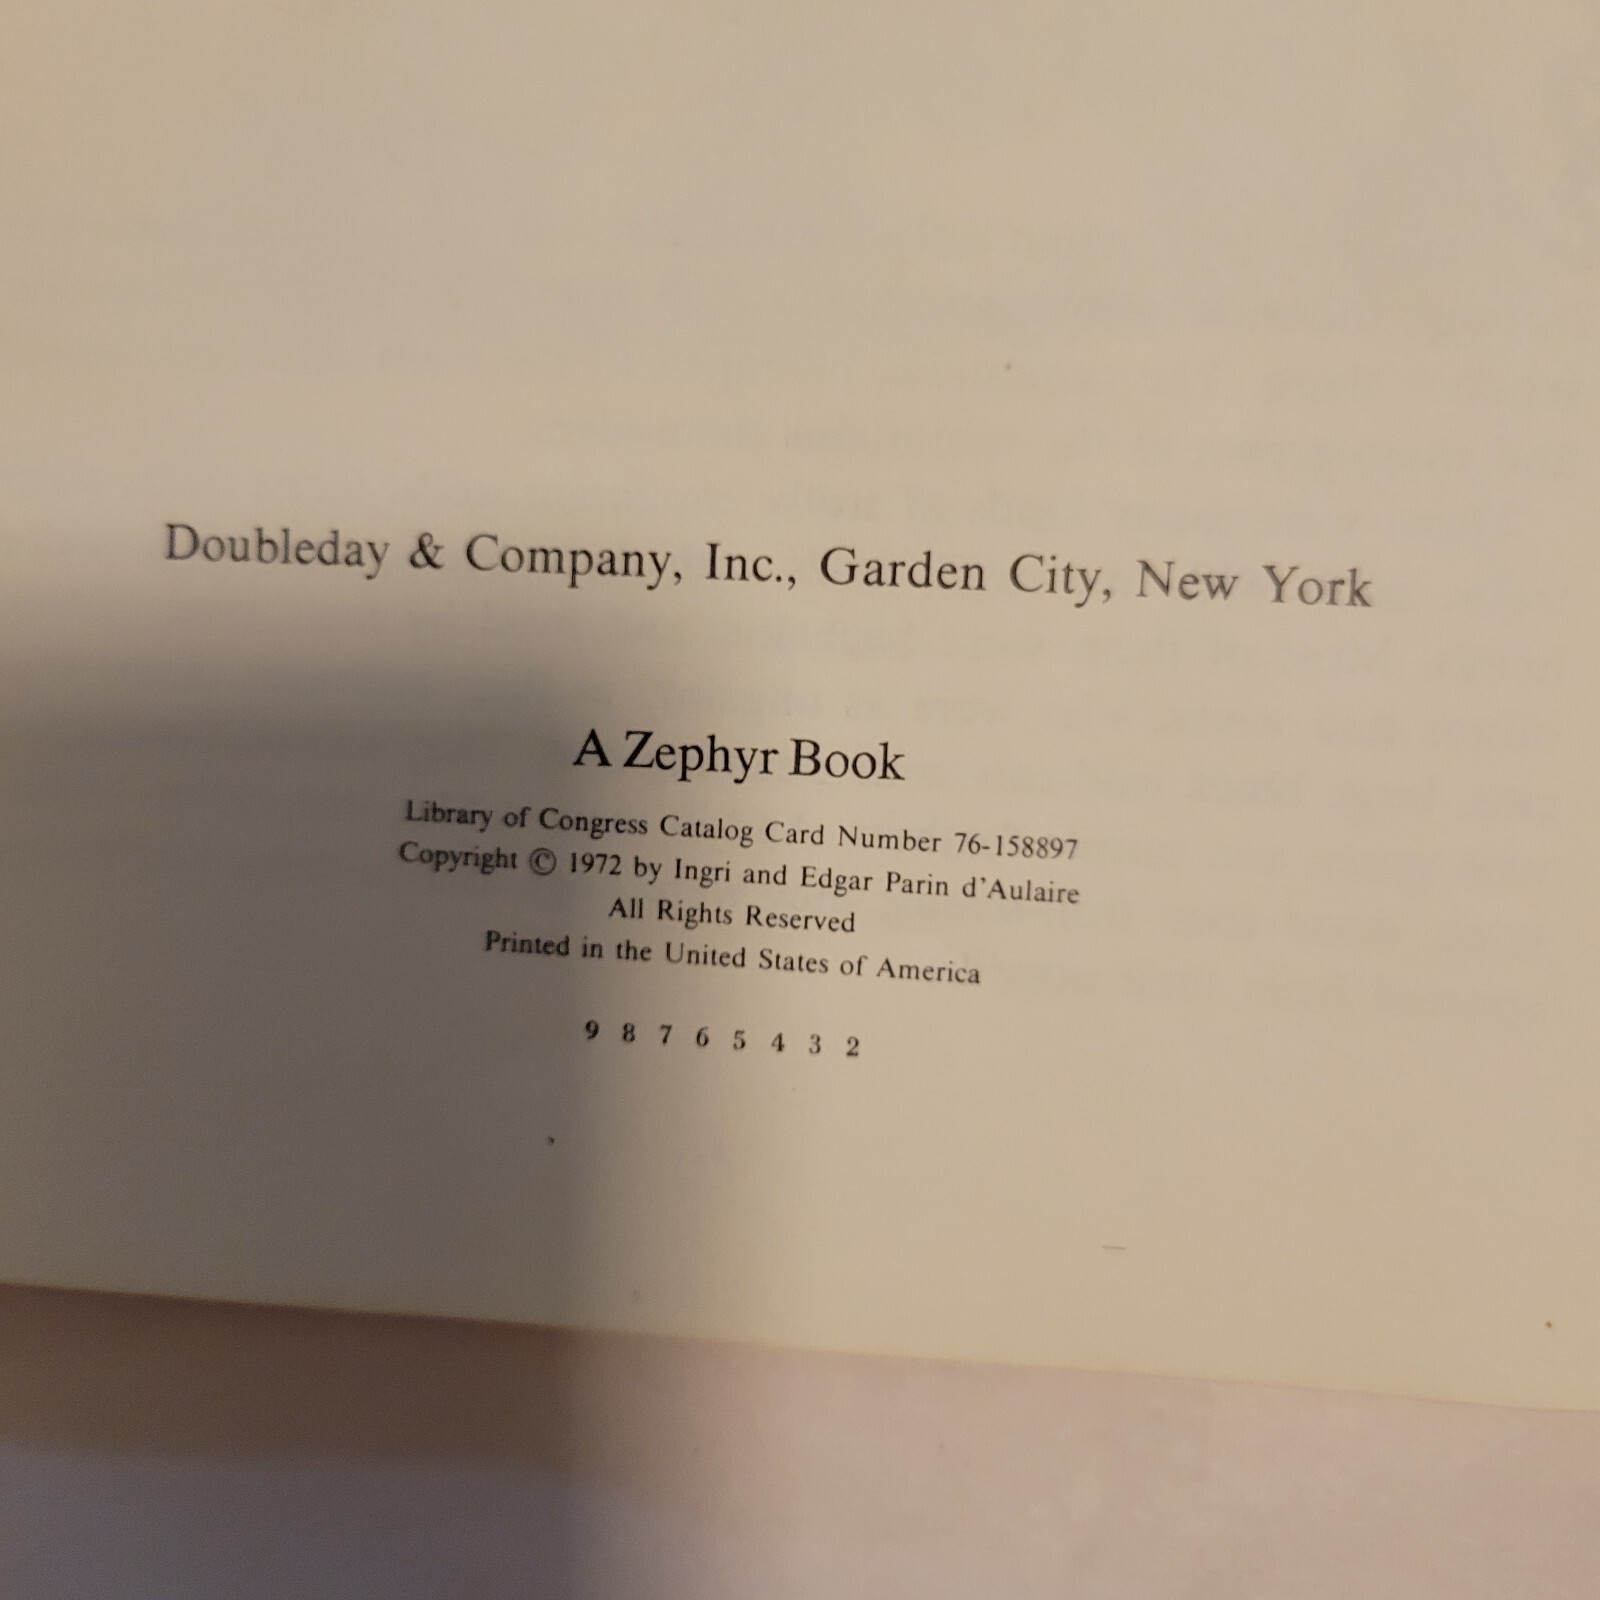 Doubleday & Company, Inc., Garden City, New York
A Zephyr Book
Library of Congress Catalog Card Number 76-158897
Copyright © 1972 by Ingri and Edgar Parin d'Aulaire
All Rights Reserved
Printed in the United States of America
9 8 7 6 5 4 3 2